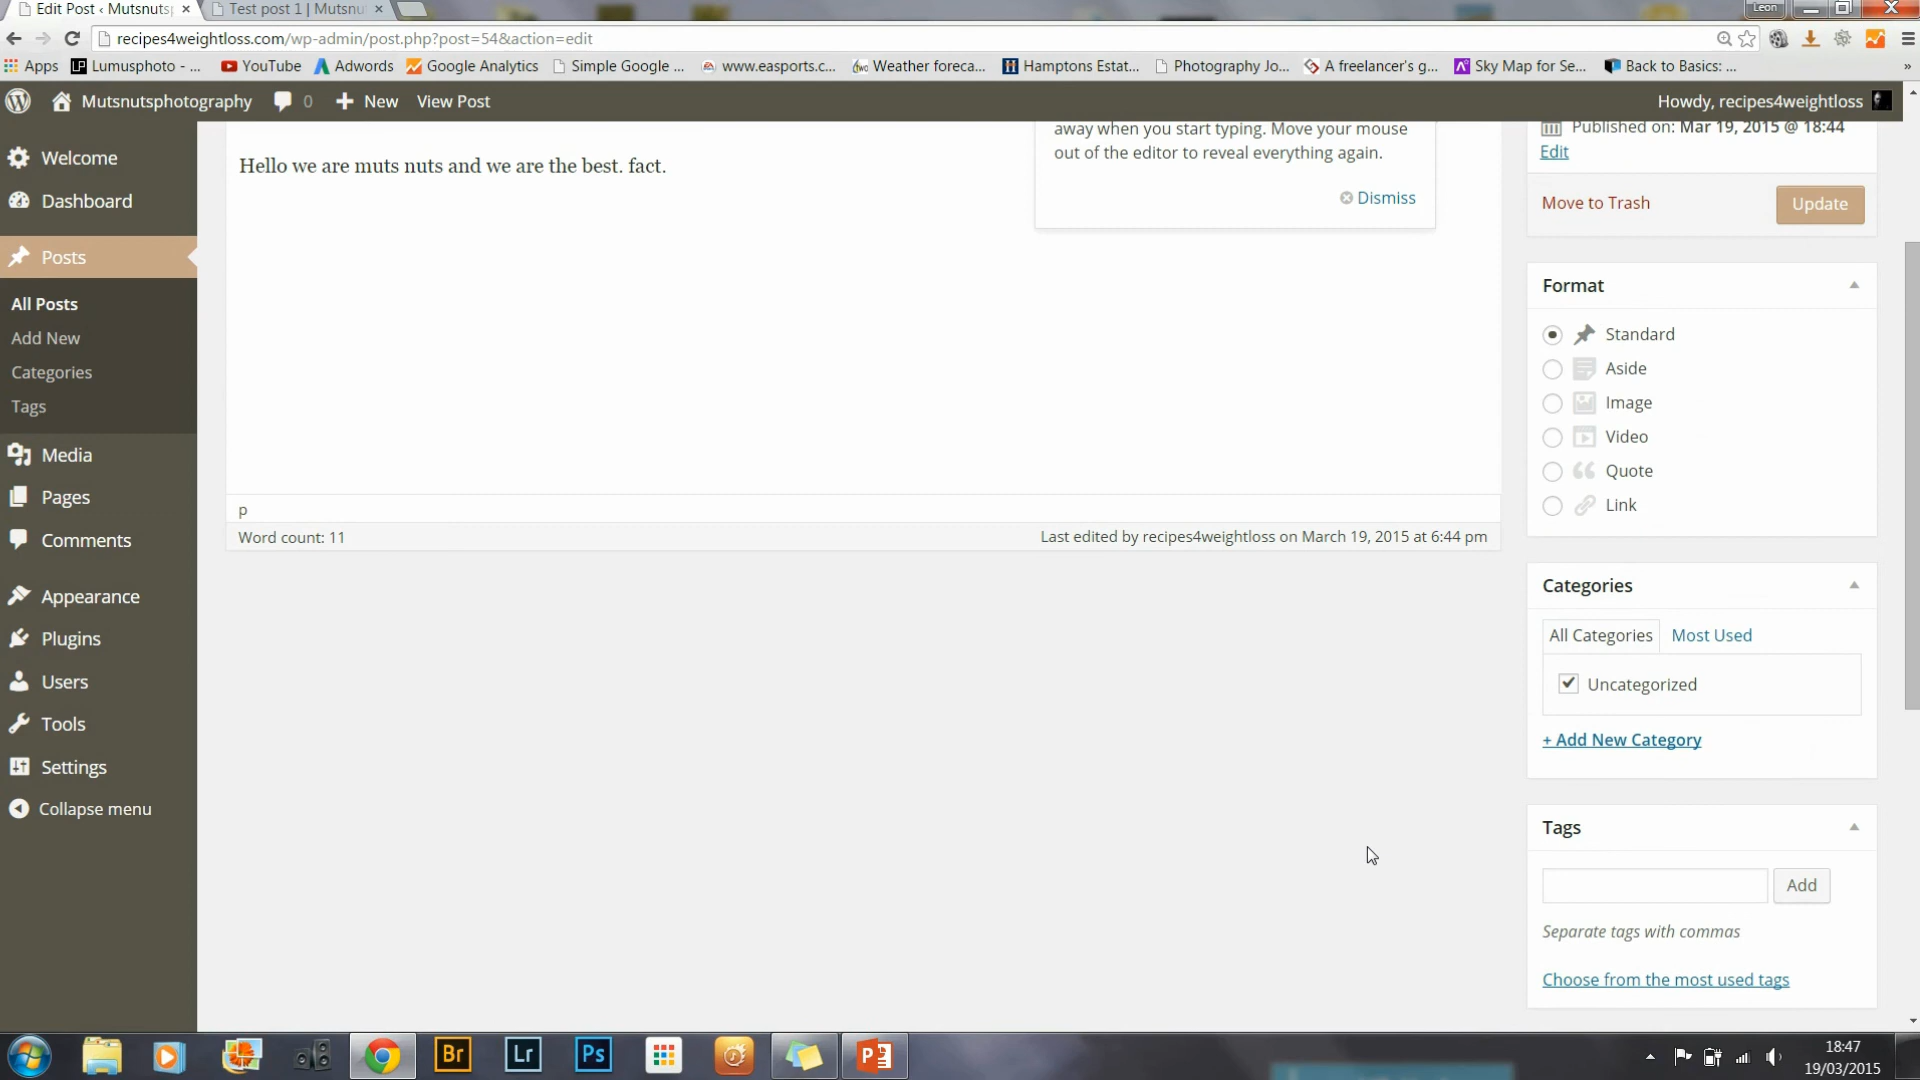 Edit Post ‹ Mutsnutsp
Test post 1 | Mutsnu
Leon
recipes4weightloss.com/wp-admin/post.php?post=54&action=edit
Apps
Lumusphoto - ...
YouTube
Adwords
Google Analytics
Simple Google ...
www.easports.c...
Weather foreca...
Hamptons Estat...
Photography Jo...
A freelancer's g...
Sky Map for Se...
Back to Basics: ...
»
Mutsnutsphotography
0
New
View Post
Howdy, recipes4weightloss
Welcome
Dashboard
Posts
All Posts
Add New
Categories
Tags
Media
Pages
Comments
Appearance
Plugins
Users
Tools
Settings
Collapse menu
Hello we are muts nuts and we are the best. fact.
away when you start typing. Move your mouse
out of the editor to reveal everything again.
Dismiss
p
Word count: 11
Last edited by recipes4weightloss on March 19, 2015 at 6:44 pm
Published on: Mar 19, 2015 @ 18:44
Edit
Move to Trash
Update
Format
Standard
Aside
Image
Video
Quote
Link
Categories
All Categories
Most Used
Uncategorized
+ Add New Category
Tags
Add
Separate tags with commas
Choose from the most used tags
Br
Lr
Ps
18:47
19/03/2015